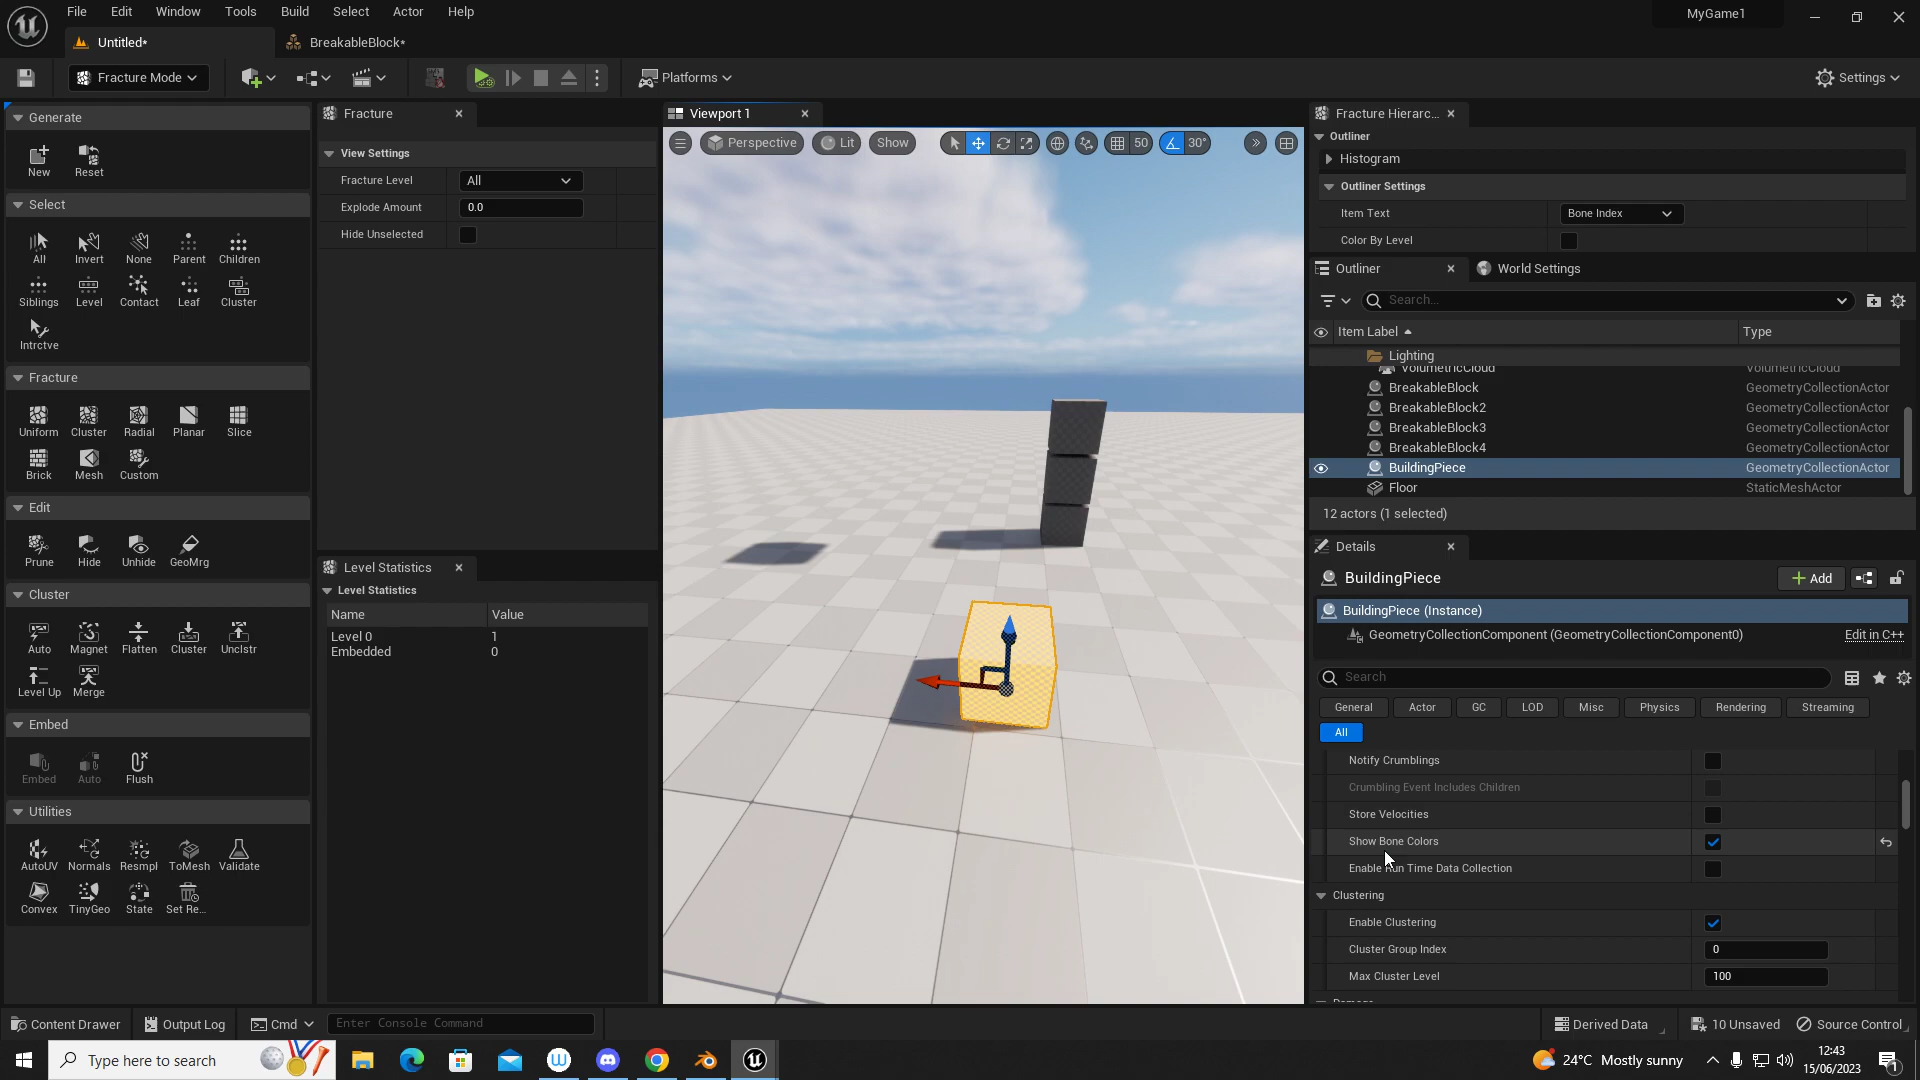 File Edit Window Tools Build Select Actor Help
MyGame1
Untitled*
BreakableBlock*
Fracture Mode
Platforms
Settings
Generate
New Reset
Select
All Invert None Parent Children
Siblings Level Contact Leaf Cluster
Intrctve
Fracture
Uniform Cluster Radial Planar Slice
Brick Mesh Custom
Edit
Prune Hide Unhide GeoMrg
Cluster
Auto Magnet Flatten Cluster Unclstr
Level Up Merge
Embed
Embed Auto Flush
Utilities
AutoUV Normals Resmpl ToMesh Validate
Convex TinyGeo State Set Re...
Fracture
View Settings
Fracture Level All
Explode Amount 0.0
Hide Unselected
Level Statistics
Level Statistics
Name Value
Level 0 1
Embedded 0
Viewport 1
Perspective Lit Show 50 30°
Fracture Hierarc...
Outliner
Histogram
Outliner Settings
Item Text Bone Index
Color By Level
Outliner World Settings
Search...
Item Label Type
Lighting
VolumetricCloud VolumetricCloud
BreakableBlock GeometryCollectionActor
BreakableBlock2 GeometryCollectionActor
BreakableBlock3 GeometryCollectionActor
BreakableBlock4 GeometryCollectionActor
BuildingPiece GeometryCollectionActor
Floor StaticMeshActor
12 actors (1 selected)
Details
BuildingPiece Add
BuildingPiece (Instance)
GeometryCollectionComponent (GeometryCollectionComponent0) Edit in C++
Search
General Actor GC LOD Misc Physics Rendering Streaming
All
Notify Crumblings
Crumbling Event Includes Children
Store Velocities
Show Bone Colors
Enable Run Time Data Collection
Clustering
Enable Clustering
Cluster Group Index 0
Max Cluster Level 100
Damage
Content Drawer Output Log Cmd Enter Console Command Derived Data 10 Unsaved Source Control
Type here to search
24°C Mostly sunny
12:43
15/06/2023
1